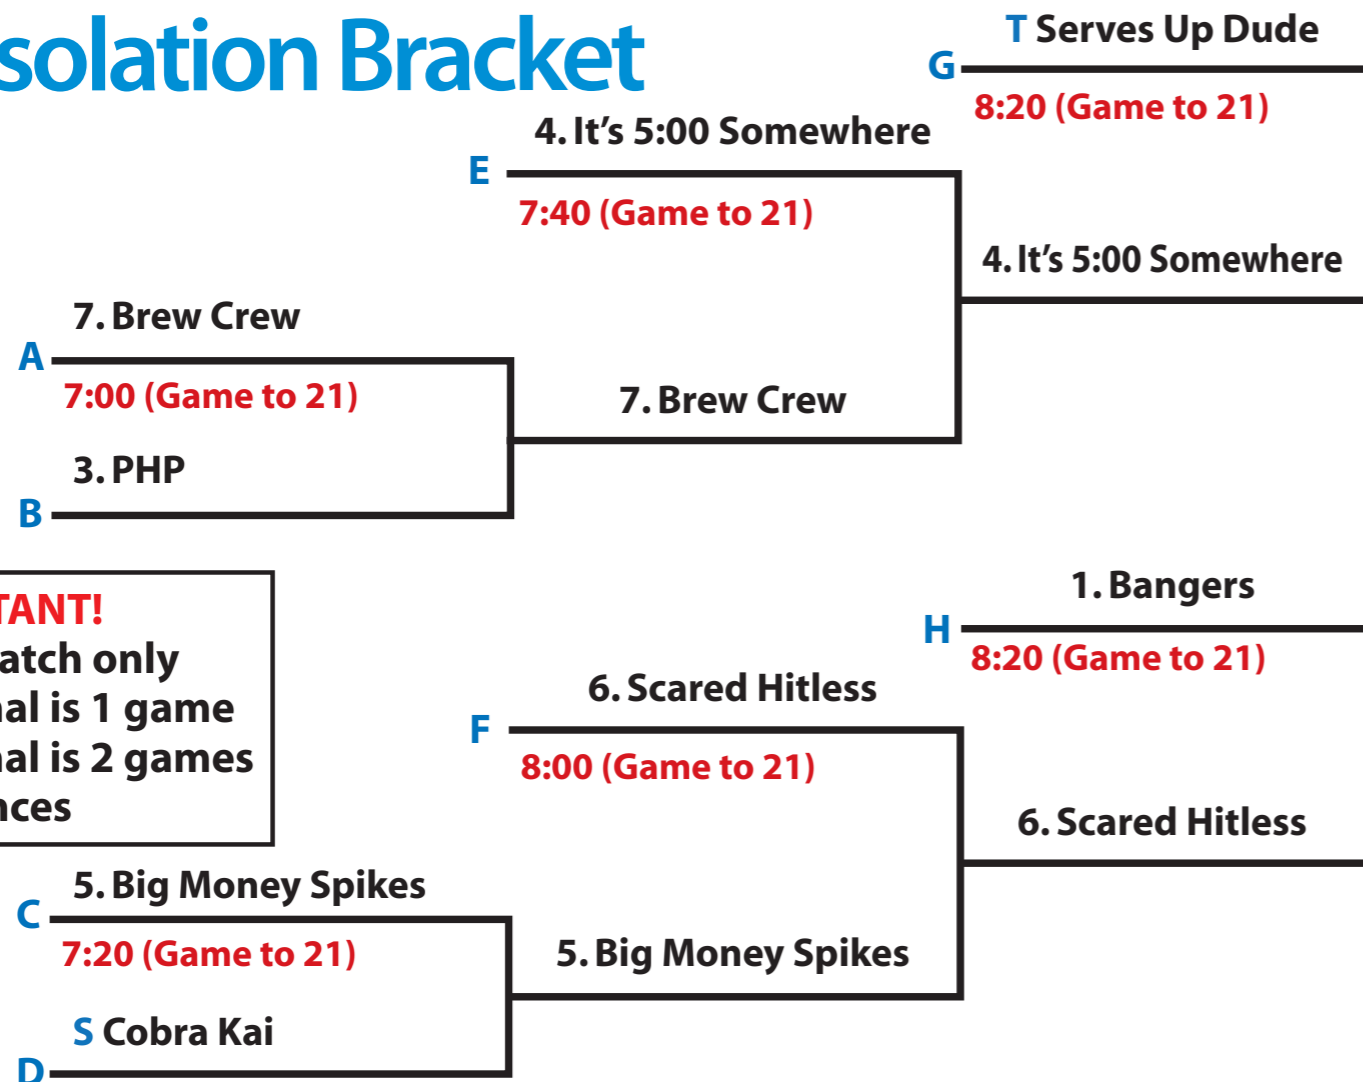 solation Bracket
T Serves Up Dude
G
8:20 (Game to 21)
4. It's 5:00 Somewhere
E
7:40 (Game to 21)
4. It's 5:00 Somewhere
7. Brew Crew
A
7:00 (Game to 21)
7. Brew Crew
3. PHP
B
TANT!
atch only
nal is 1 game
nal is 2 games
nces
1. Bangers
H
8:20 (Game to 21)
6. Scared Hitless
F
8:00 (Game to 21)
6. Scared Hitless
5. Big Money Spikes
C
7:20 (Game to 21)
5. Big Money Spikes
S Cobra Kai
D